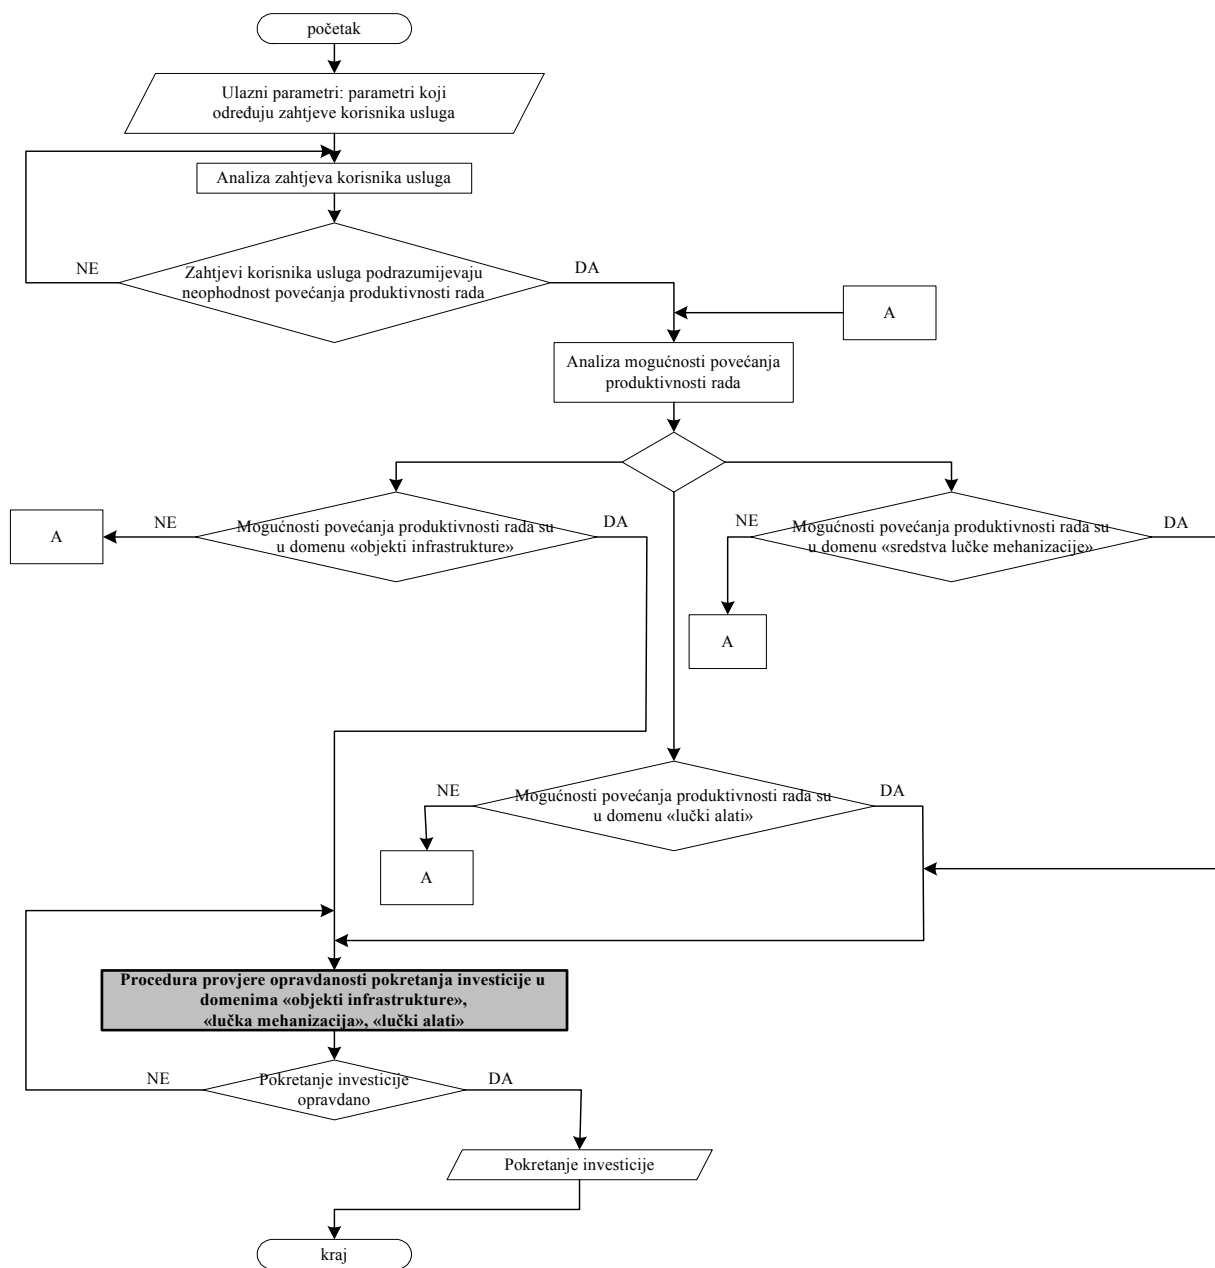 početak
Ulazni parametri: parametri koji
određuju zahtjeve korisnika usluga
Analiza zahtjeva korisnika usluga
NE
Zahtjevi korisnika usluga podrazumijevaju
neophodnost povećanja produktivnosti rada
DA
A
Analiza mogućnosti povećanja
produktivnosti rada
A
NE
Mogućnosti povećanja produktivnosti rada su
u domenu «objekti infrastrukture»
DA
NE
Mogućnosti povećanja produktivnosti rada su
u domenu «sredstva lučke mehanizacije»
DA
A
NE
Mogućnosti povećanja produktivnosti rada su
u domenu «lučki alati»
DA
A
Procedura provjere opravdanosti pokretanja investicije u
domenima «objekti infrastrukture»,
«lučka mehanizacija», «lučki alati»
NE
Pokretanje investicije
opravdano
DA
Pokretanje investicije
kraj